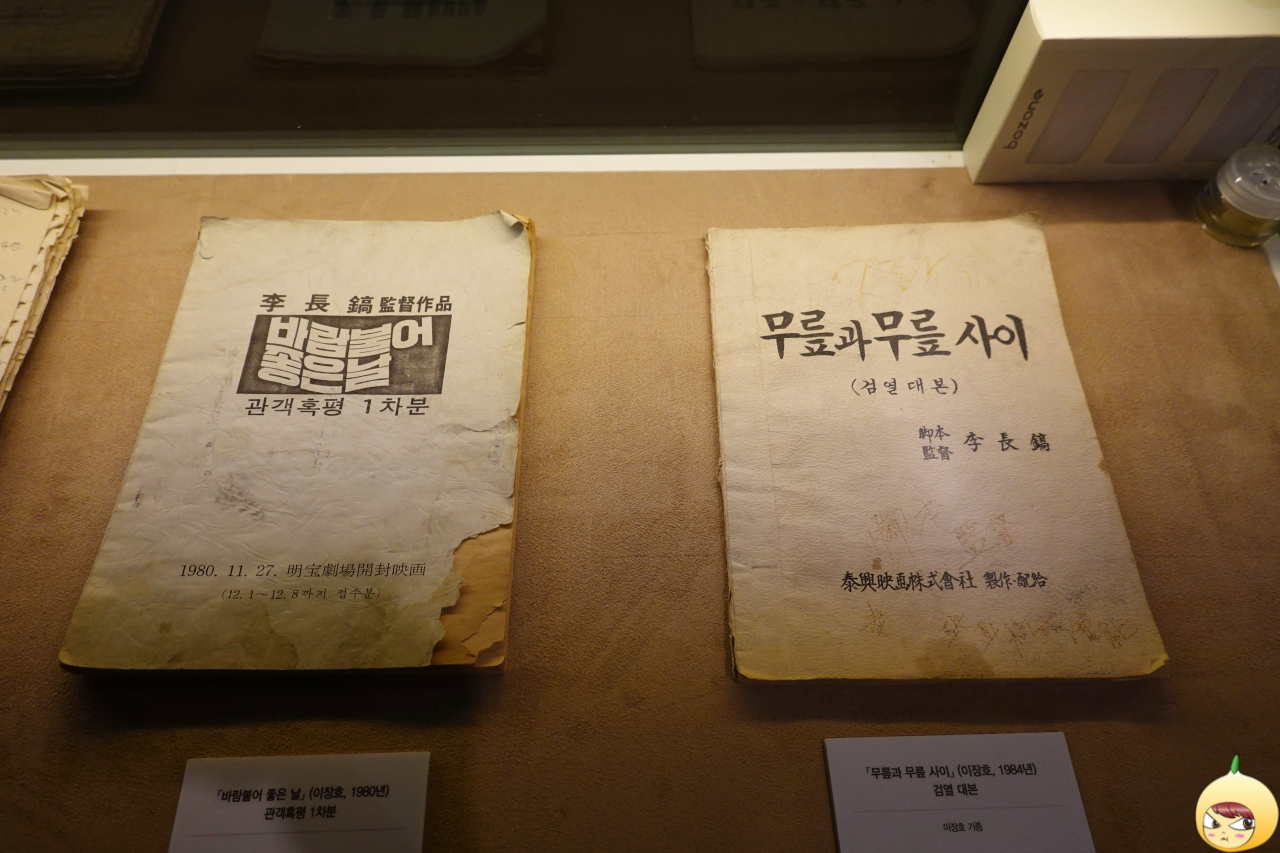 李長鎬監督作品
바람불어
좋은날
관객혹평 1차분
1980. 11. 27. 明宝劇場開封映画
(12. 1~12. 8까지 접수분)
무릎과 무릎 사이
(검열대본)
脚本
監督 李長鎬
泰興映画株式會社 製作·配給
bozane
「바람불어 좋은 날」 (이장호, 1980년)
관객혹평 1차분
「무릎과 무릎 사이」 (이장호, 1984년)
검열 대본
이장호 기증